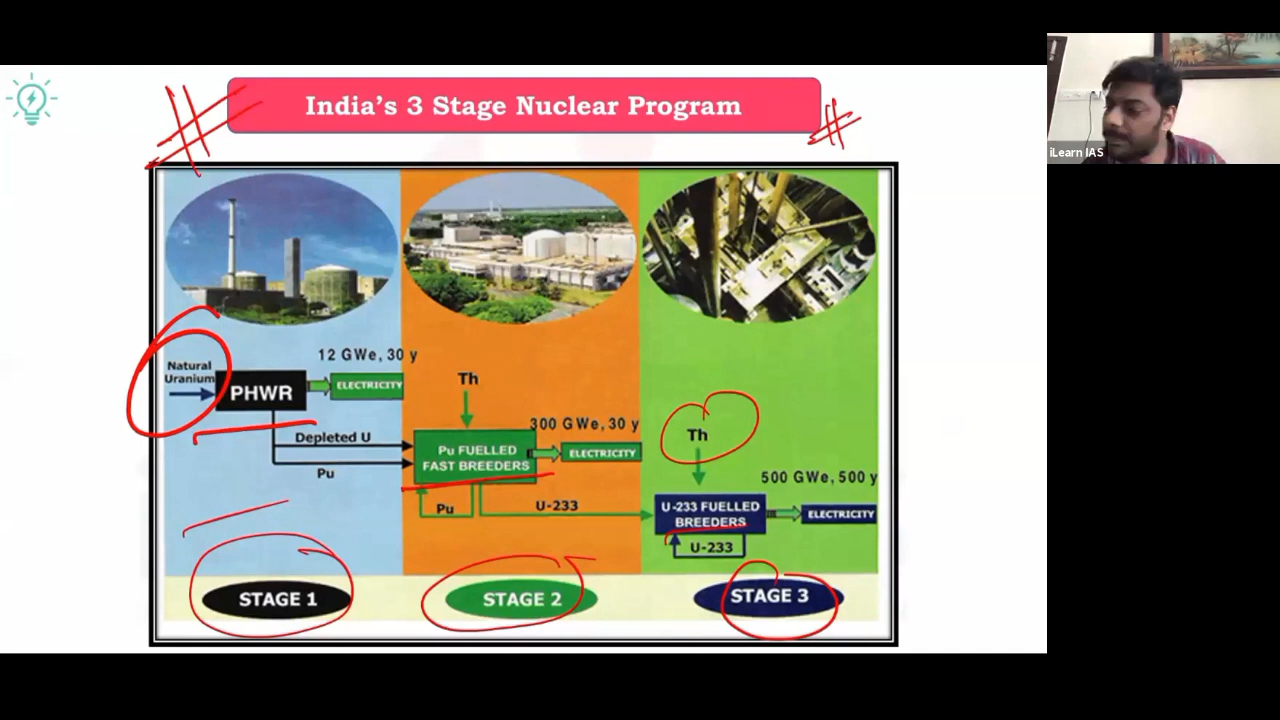 India's 3 Stage Nuclear Program
iLearn IAS
Natural
Uranium
PHWR
12 GWe, 30 y
ELECTRICITY
Depleted U
Pu
Th
300 GWe, 30 y
Pu FUELLED
FAST BREEDERS
ELECTRICITY
Pu
U-233
Th
500 GWe, 500 y
U-233 FUELLED
BREEDERS
ELECTRICITY
U-233
STAGE 1
STAGE 2
STAGE 3